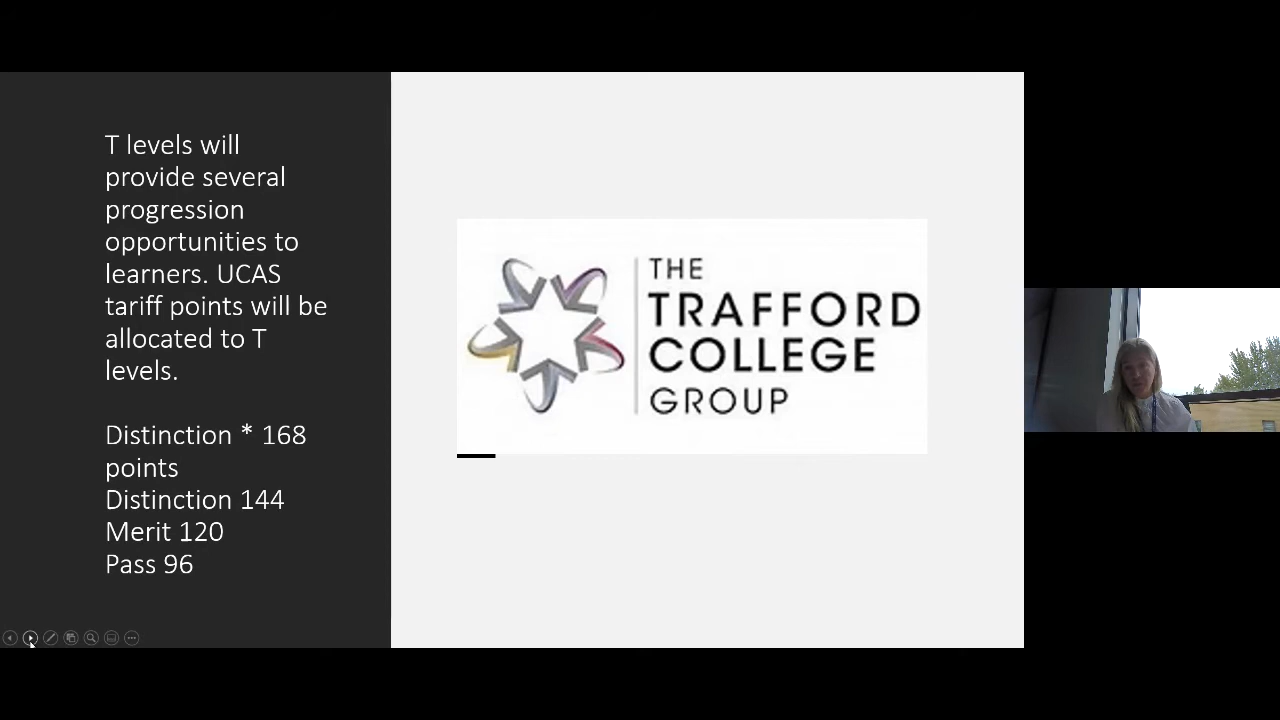 T levels will
provide several
progression
opportunities to
learners. UCAS
tariff points will be
allocated to T
levels.
Distinction * 168
points
Distinction 144
Merit 120
Pass 96
THE
TRAFFORD
COLLEGE
GROUP